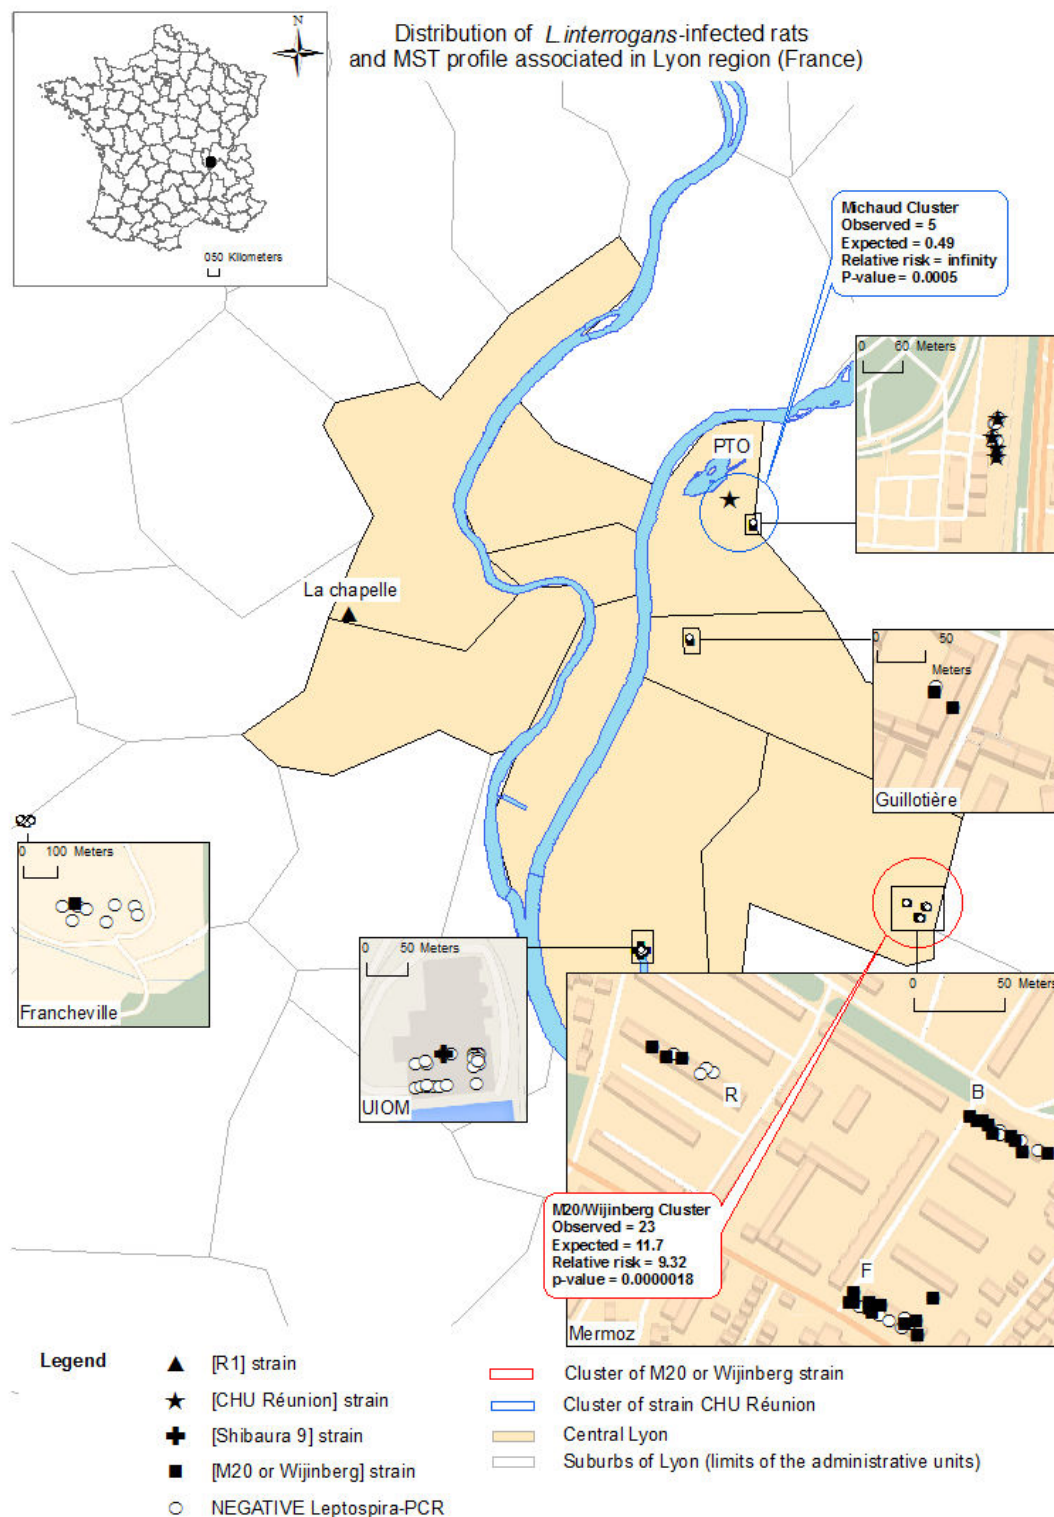 Distribution of L.interrogans-infected rats
and MST profile associated in Lyon region (France)
N
0 50 Kilometers
Michaud Cluster
Observed = 5
Expected = 0.49
Relative risk = infinity
P-value = 0.0005
0 60 Meters
PTO
La chapelle
0 50
Meters
Guillotière
0 100 Meters
Francheville
0 50 Meters
UIOM
0 50 Meters
R
B
F
Mermoz
M20/Wijinberg Cluster
Observed = 23
Expected = 11.7
Relative risk = 9.32
p-value = 0.0000018
Legend
[R1] strain
[CHU Réunion] strain
[Shibaura 9] strain
[M20 or Wijinberg] strain
NEGATIVE Leptospira-PCR
Cluster of M20 or Wijinberg strain
Cluster of strain CHU Réunion
Central Lyon
Suburbs of Lyon (limits of the administrative units)